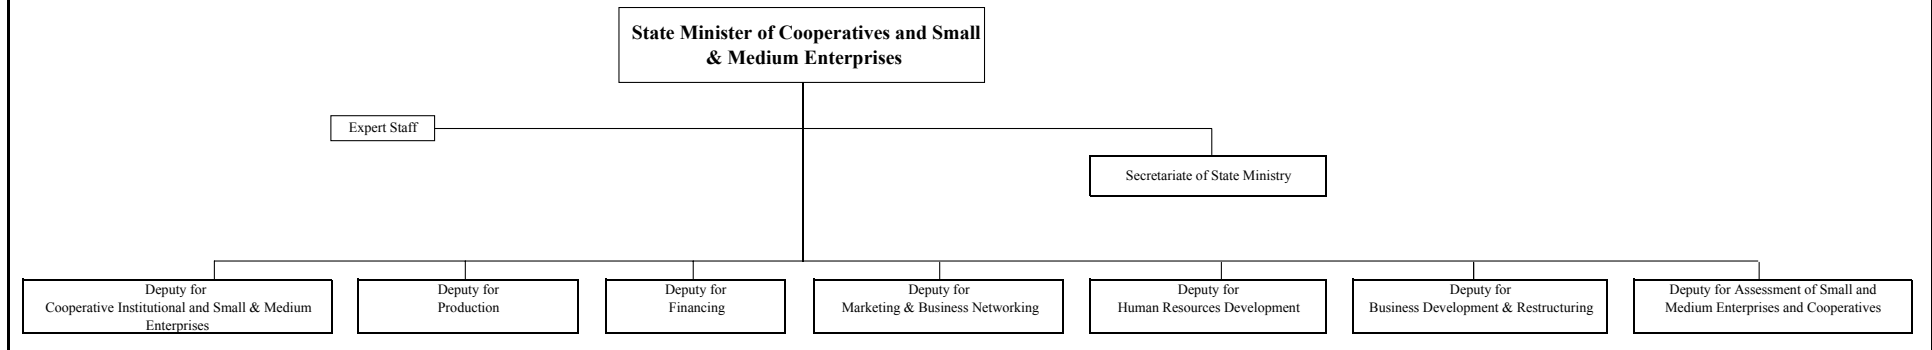 State Minister of Cooperatives and Small
& Medium Enterprises
Expert Staff
Secretariate of State Ministry
Deputy for
Cooperative Institutional and Small & Medium
Enterprises
Deputy for
Production
Deputy for
Financing
Deputy for
Marketing & Business Networking
Deputy for
Human Resources Development
Deputy for
Business Development & Restructuring
Deputy for Assessment of Small and
Medium Enterprises and Cooperatives